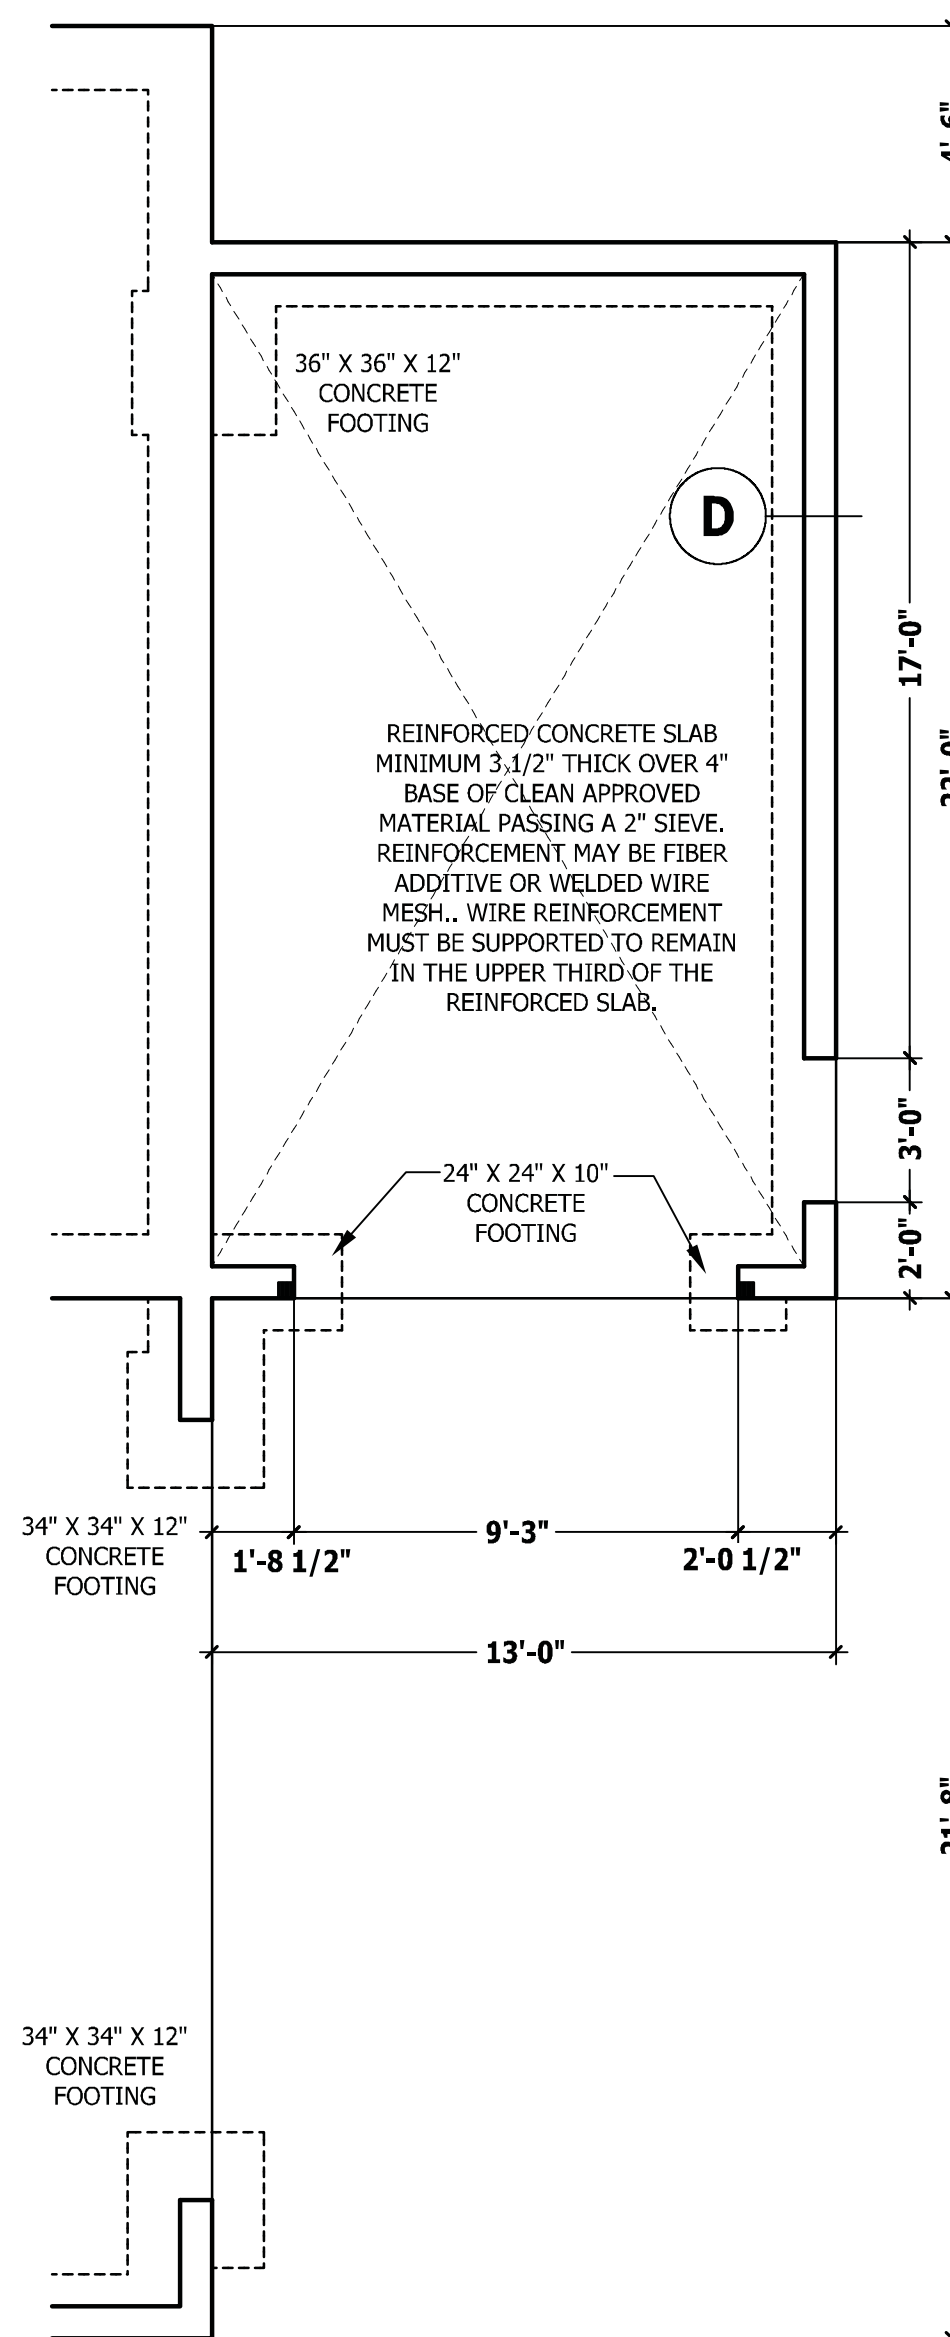 4'-6"
36" X 36" X 12"
CONCRETE
FOOTING
D
17'-0"
REINFORCED CONCRETE SLAB
MINIMUM 3 1/2" THICK OVER 4"
BASE OF CLEAN APPROVED
MATERIAL PASSING A 2" SIEVE.
REINFORCEMENT MAY BE FIBER
ADDITIVE OR WELDED WIRE
MESH.. WIRE REINFORCEMENT
MUST BE SUPPORTED TO REMAIN
IN THE UPPER THIRD OF THE
REINFORCED SLAB.
3'-0"
24" X 24" X 10"
CONCRETE
FOOTING
2'-0"
34" X 34" X 12"
CONCRETE
FOOTING
9'-3"
1'-8 1/2"
2'-0 1/2"
13'-0"
34" X 34" X 12"
CONCRETE
FOOTING